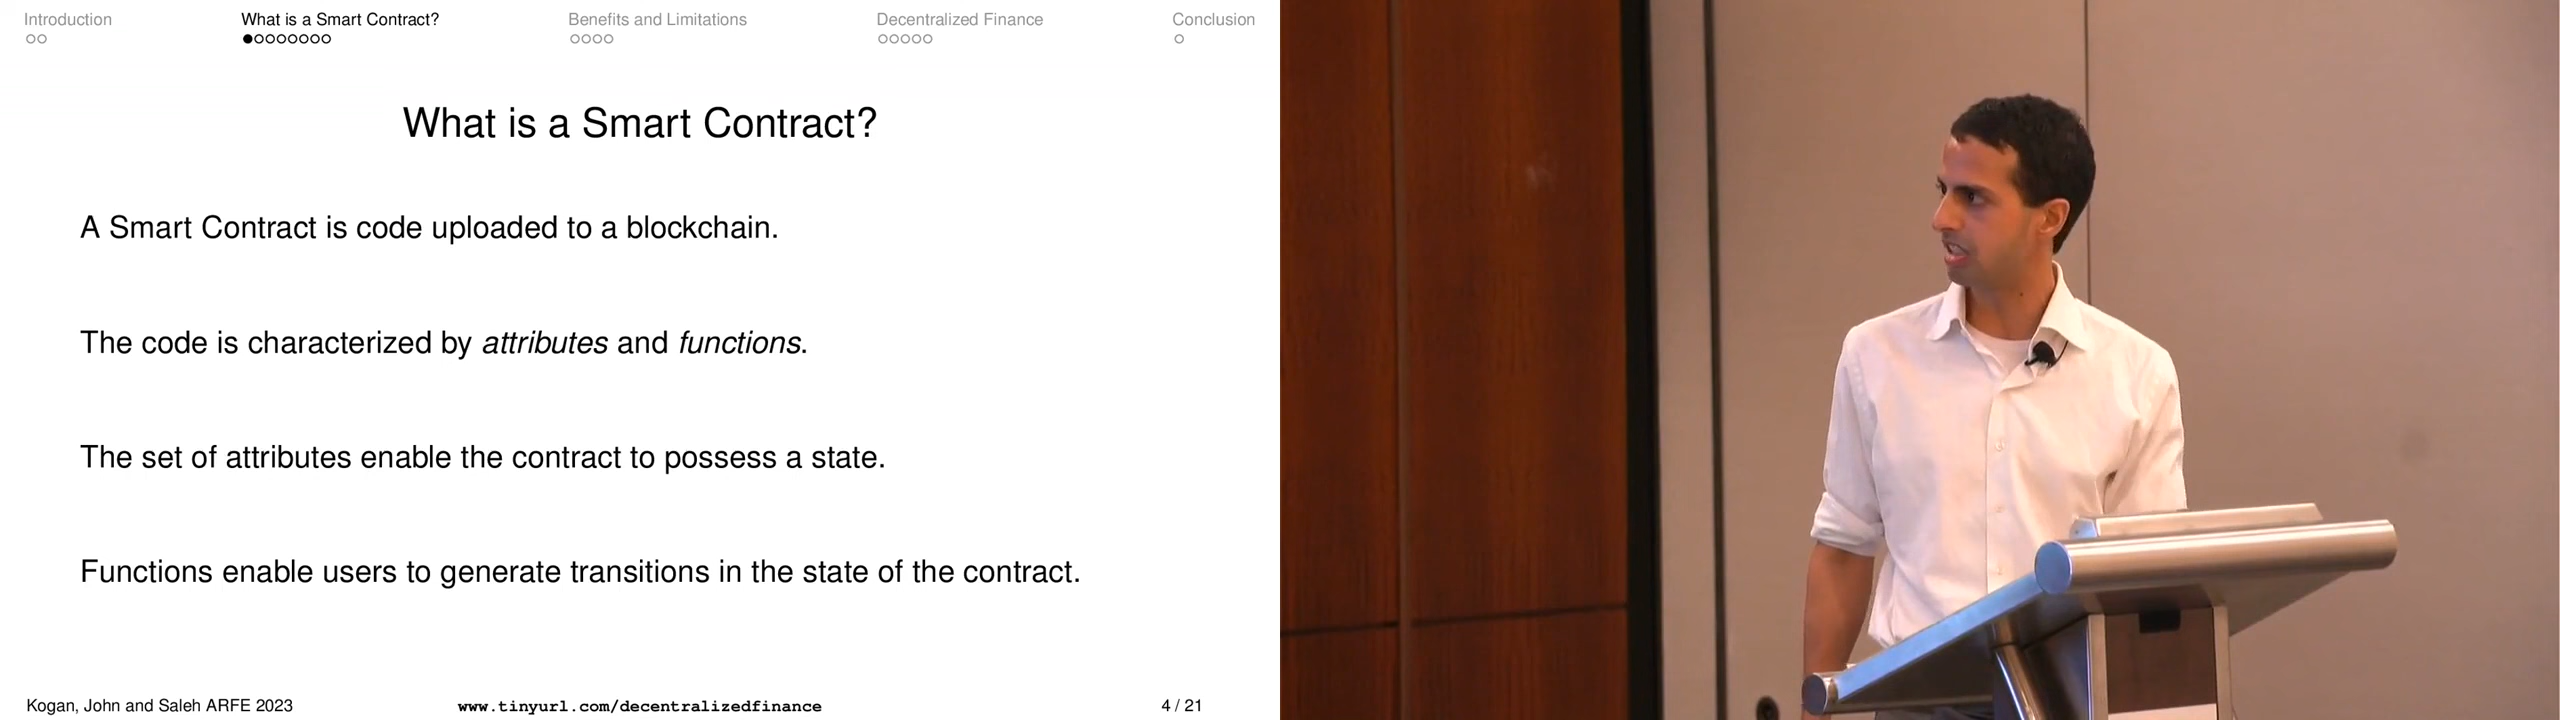 Introduction
What is a Smart Contract?
Benefits and Limitations
Decentralized Finance
Conclusion
What is a Smart Contract?
A Smart Contract is code uploaded to a blockchain.
The code is characterized by attributes and functions.
The set of attributes enable the contract to possess a state.
Functions enable users to generate transitions in the state of the contract.
Kogan, John and Saleh ARFE 2023
www.tinyurl.com/decentralizedfinance
4 / 21